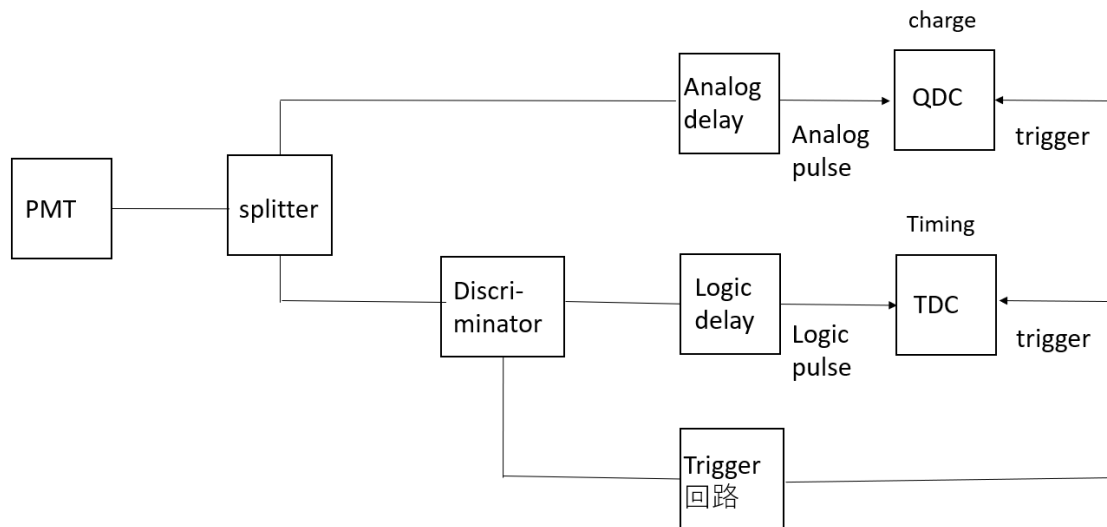 charge
Analog
delay
QDC
Analog
pulse
trigger
PMT
splitter
Timing
Discri-
minator
Logic
delay
TDC
Logic
pulse
trigger
Trigger
回路